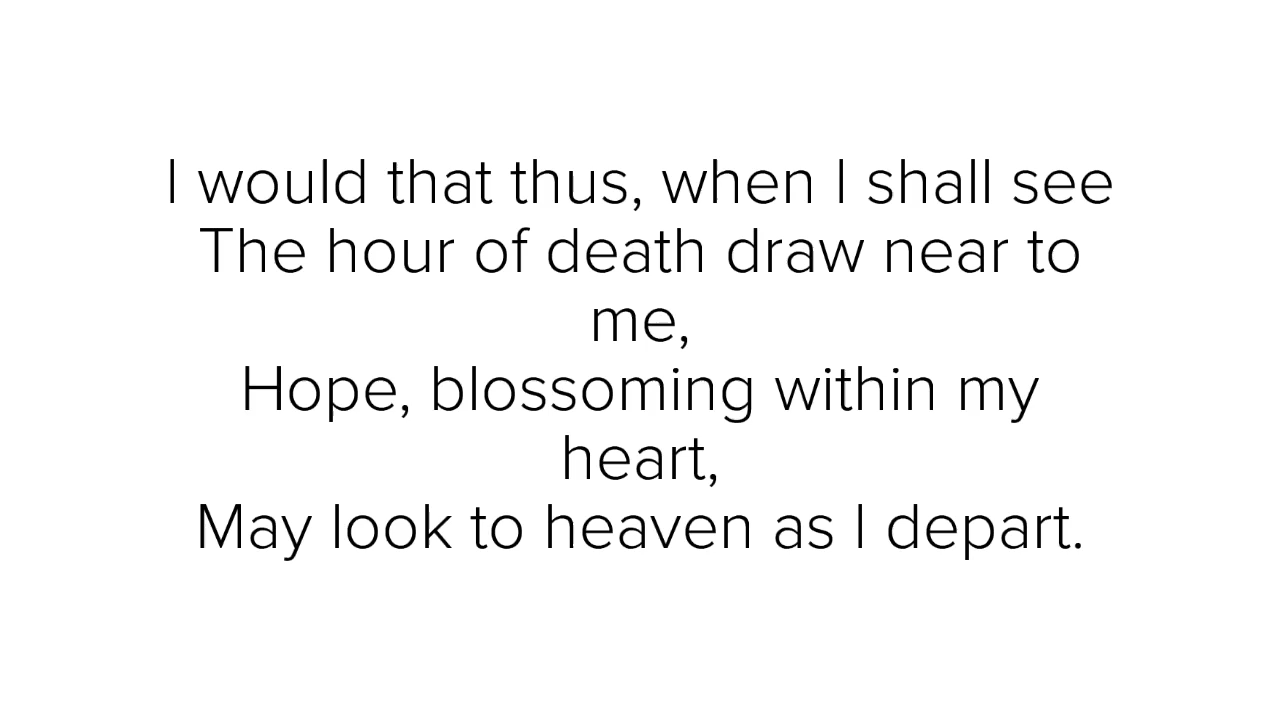 I would that thus, when I shall see
The hour of death draw near to
me,
Hope, blossoming within my
heart,
May look to heaven as I depart.